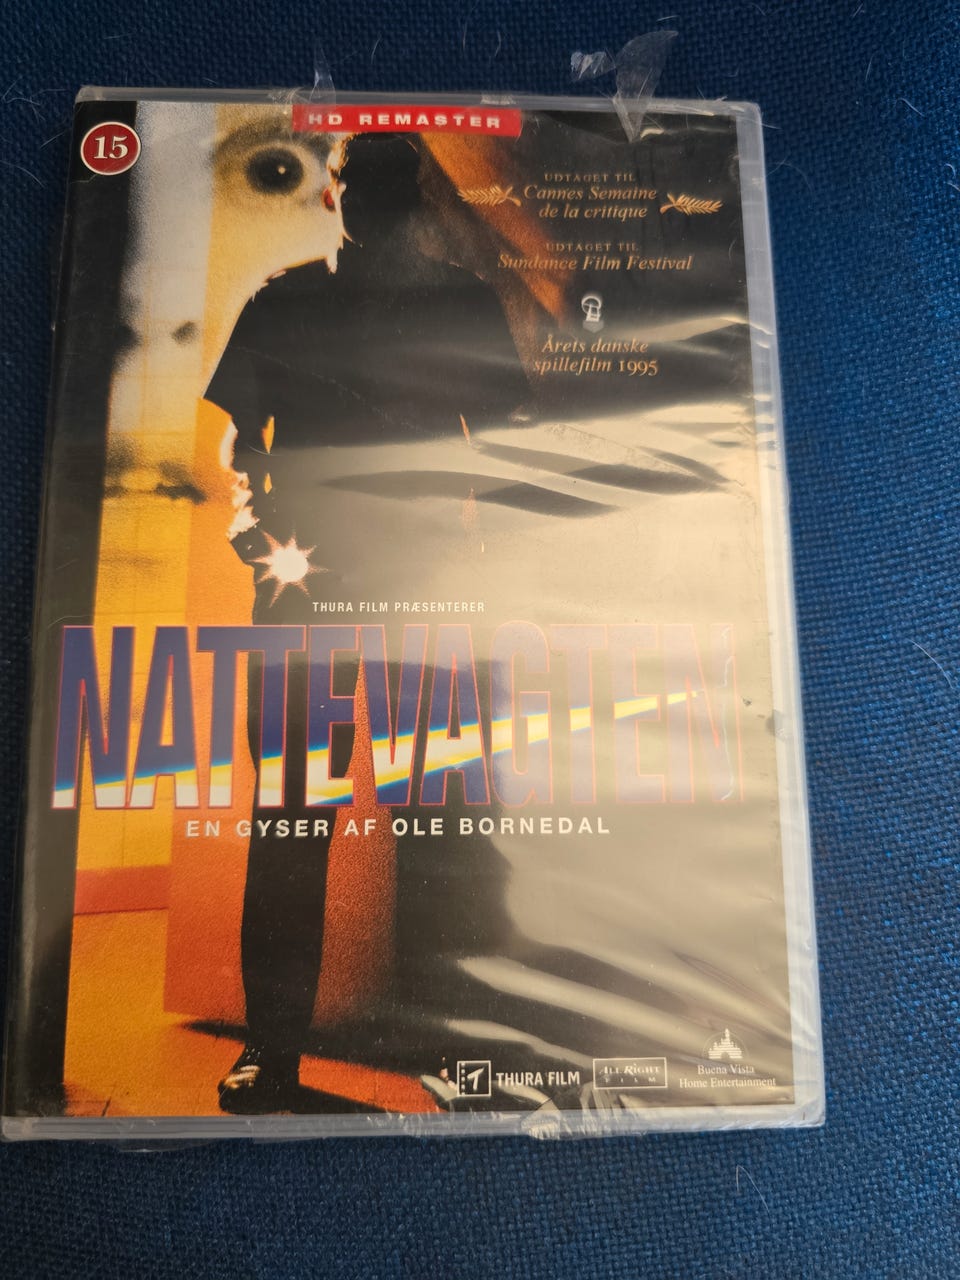 HD REMASTER
15
UDTAGET TIL
Cannes Semaine
de la critique
UDTAGET TIL
Sundance Film Festival
Årets danske
spillefilm 1995
THURA FILM PRÆSENTERER
NATTEVAGTEN
EN GYSER AF OLE BORNEDAL
T THURA FILM
ALL RIGHT
FILM
Buena Vista
Home Entertainment